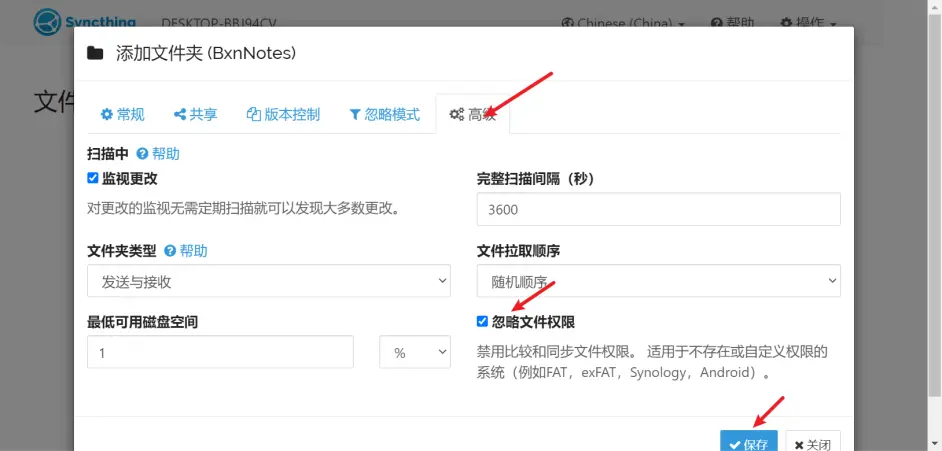 Syncthing DESKTOP-BBJ94CV Chinese (China) 帮助 操作
添加文件夹 (BxnNotes)
文件
常规 共享 版本控制 忽略模式 高级
扫描中 帮助
监视更改
对更改的监视无需定期扫描就可以发现大多数更改。
完整扫描间隔（秒）
3600
文件夹类型 帮助
发送与接收
文件拉取顺序
随机顺序
最低可用磁盘空间
1 %
忽略文件权限
禁用比较和同步文件权限。 适用于不存在或自定义权限的
系统（例如FAT，exFAT，Synology，Android）。
保存 关闭